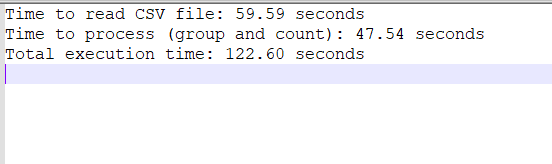 Time to read CSV file: 59.59 seconds
Time to process (group and count): 47.54 seconds
Total execution time: 122.60 seconds